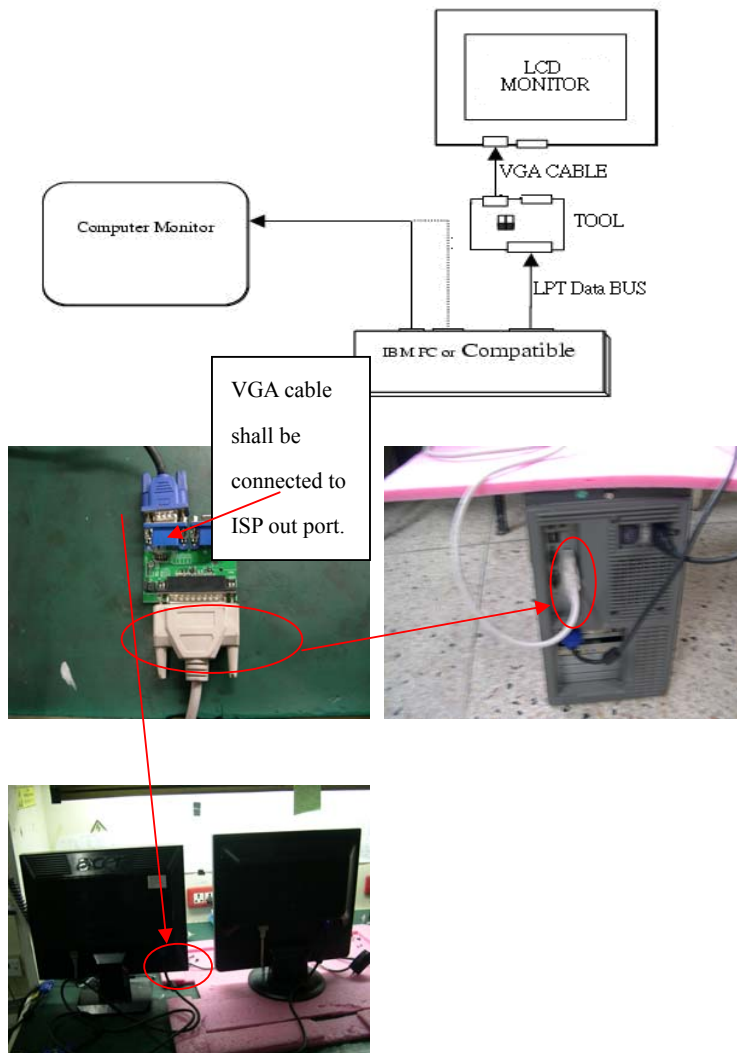 LCD
MONITOR
VGA CABLE
Computer Monitor
TOOL
LPT Data BUS
IBM PC or Compatible
VGA cable
shall be
connected to
ISP out port.
acer